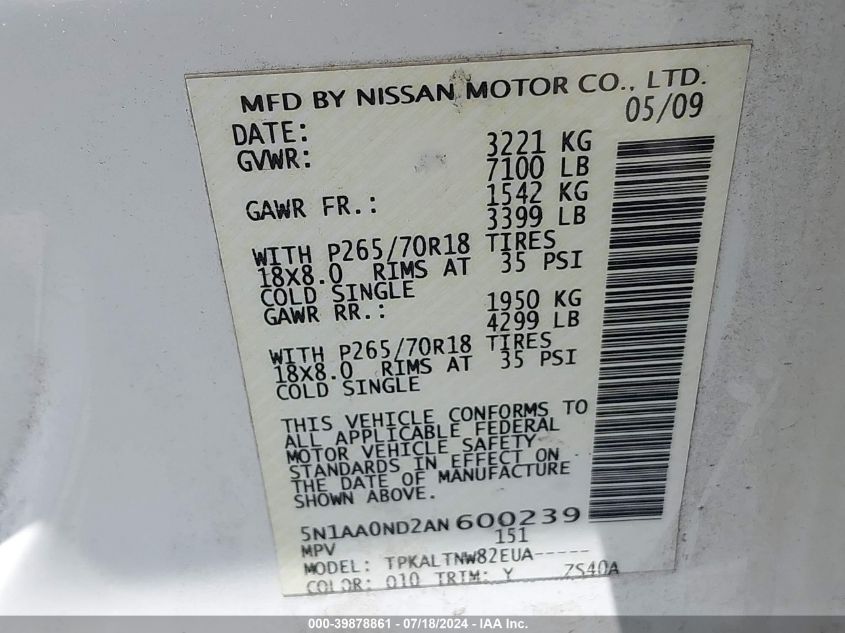 MFD BY NISSAN MOTOR CO., LTD.
DATE: 05/09
GVWR: 3221 KG
7100 LB
GAWR FR.: 1542 KG
3399 LB
WITH P265/70R18 TIRES
18X8.0 RIMS AT 35 PSI
COLD SINGLE
GAWR RR.: 1950 KG
4299 LB
WITH P265/70R18 TIRES
18X8.0 RIMS AT 35 PSI
COLD SINGLE
THIS VEHICLE CONFORMS TO
ALL APPLICABLE FEDERAL
MOTOR VEHICLE SAFETY
STANDARDS IN EFFECT ON
THE DATE OF MANUFACTURE
SHOWN ABOVE.
5N1AA0ND2AN600239
MPV 151
MODEL: TPKALTNW82EUA-----
COLOR: Q10 TRIM: Y ZS40A
000-39878861 - 07/18/2024 - IAA Inc.